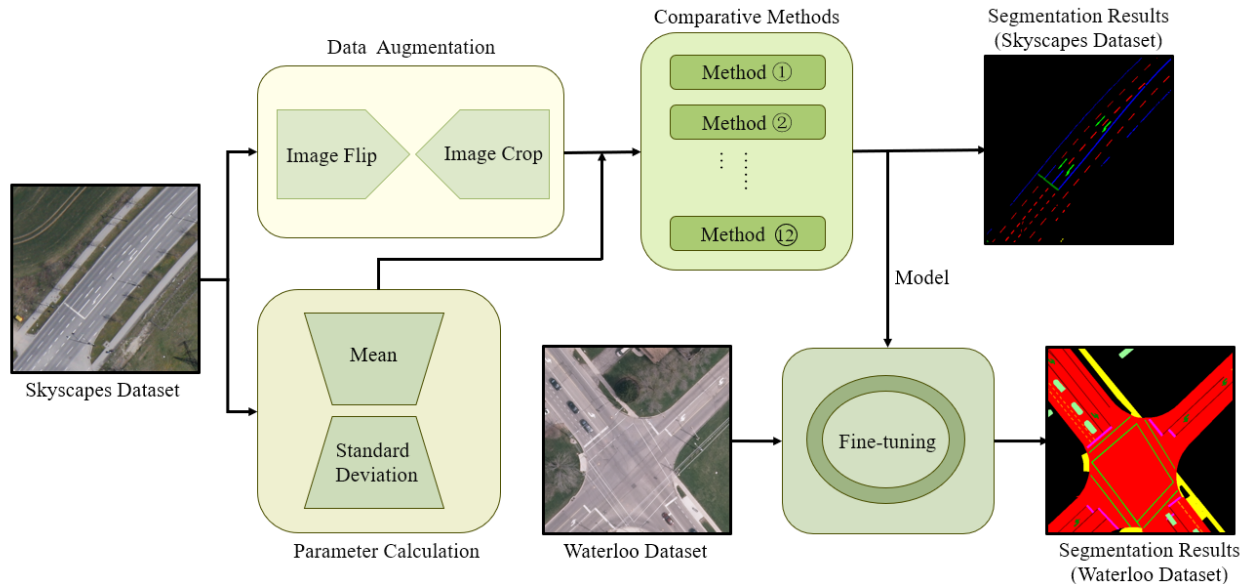 Data Augmentation
Image Flip
Image Crop
Comparative Methods
Method ①
Method ②
Method ⑫
Segmentation Results
(Skyscapes Dataset)
Skyscapes Dataset
Mean
Standard
Deviation
Parameter Calculation
Model
Waterloo Dataset
Fine-tuning
Segmentation Results
(Waterloo Dataset)